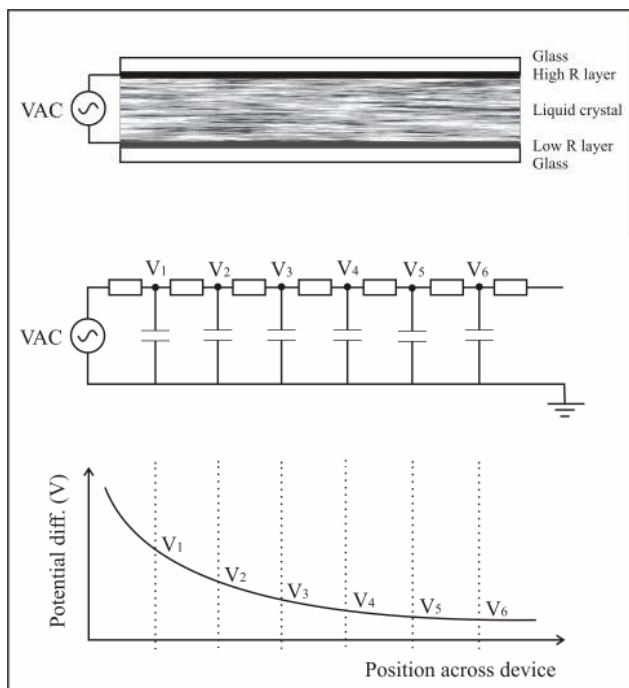 Glass
High R layer
VAC
Liquid crystal
Low R layer
Glass
V1 V2 V3 V4 V5 V6
VAC
Potential diff. (V)
V1
V2
V3
V4
V5
V6
Position across device